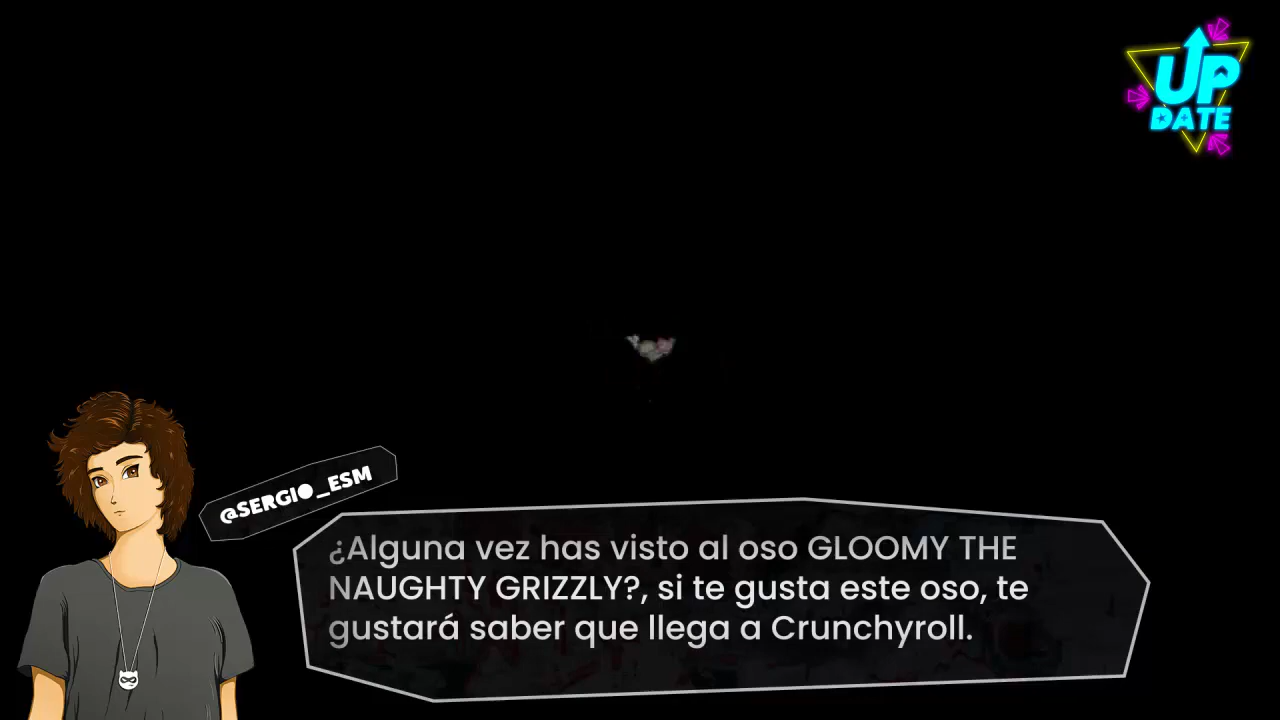 UP
DATE
@SERGIO_ESM
¿Alguna vez has visto al oso GLOOMY THE
NAUGHTY GRIZZLY?, si te gusta este oso, te
gustará saber que llega a Crunchyroll.